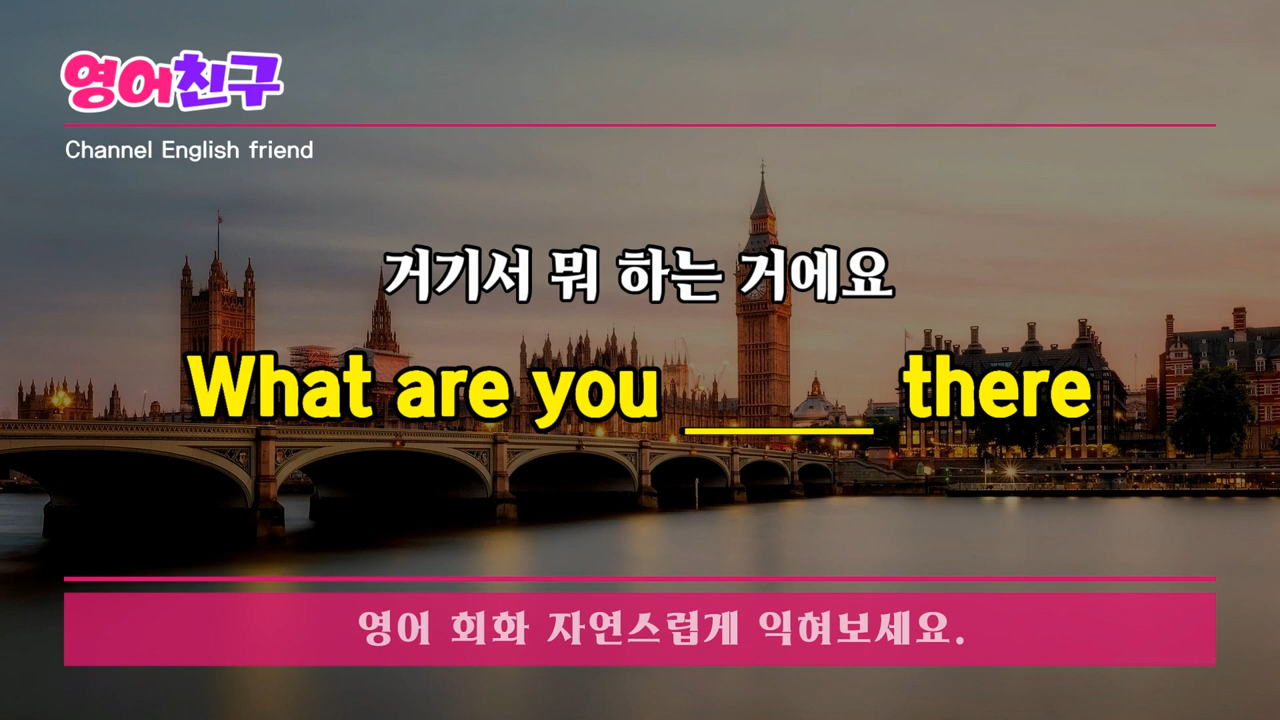 영어친구
Channel English friend
거기서 뭐 하는 거에요
What are you ______ there
영어 회화 자연스럽게 익혀보세요.